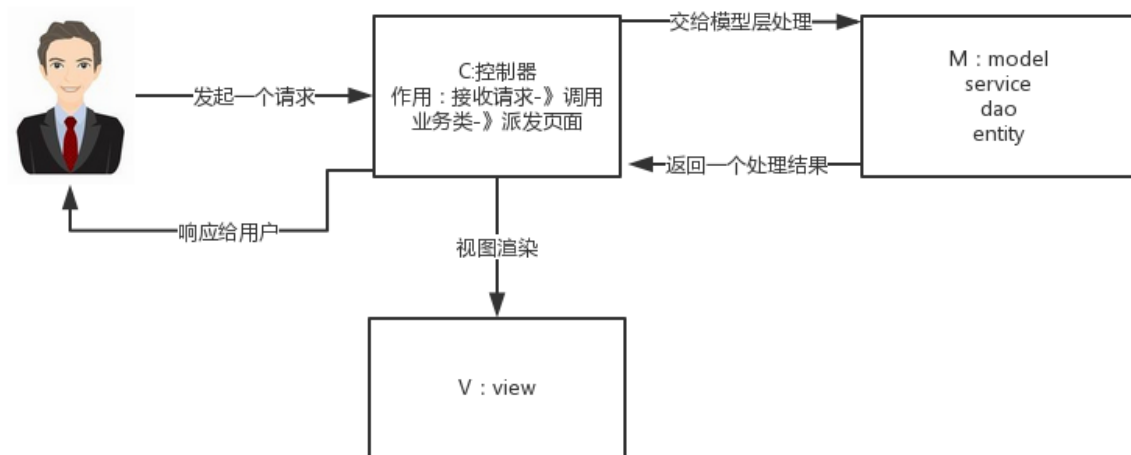 交给模型层处理
C:控制器
作用：接收请求-》调用
业务类-》派发页面
M：model
service
dao
entity
发起一个请求
返回一个处理结果
响应给用户
视图渲染
V：view